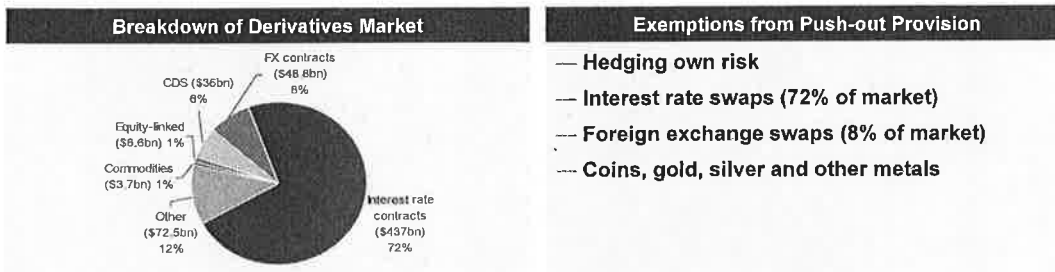 Breakdown of Derivatives Market
FX contracts
($48.8bn)
8%
CDS ($36bn)
6%
Equity-linked
($6.6bn) 1%
Commodities
($3.7bn) 1%
Other
($72.5bn)
12%
Interest rate
contracts
($437bn)
72%
Exemptions from Push-out Provision
— Hedging own risk
— Interest rate swaps (72% of market)
— Foreign exchange swaps (8% of market)
— Coins, gold, silver and other metals